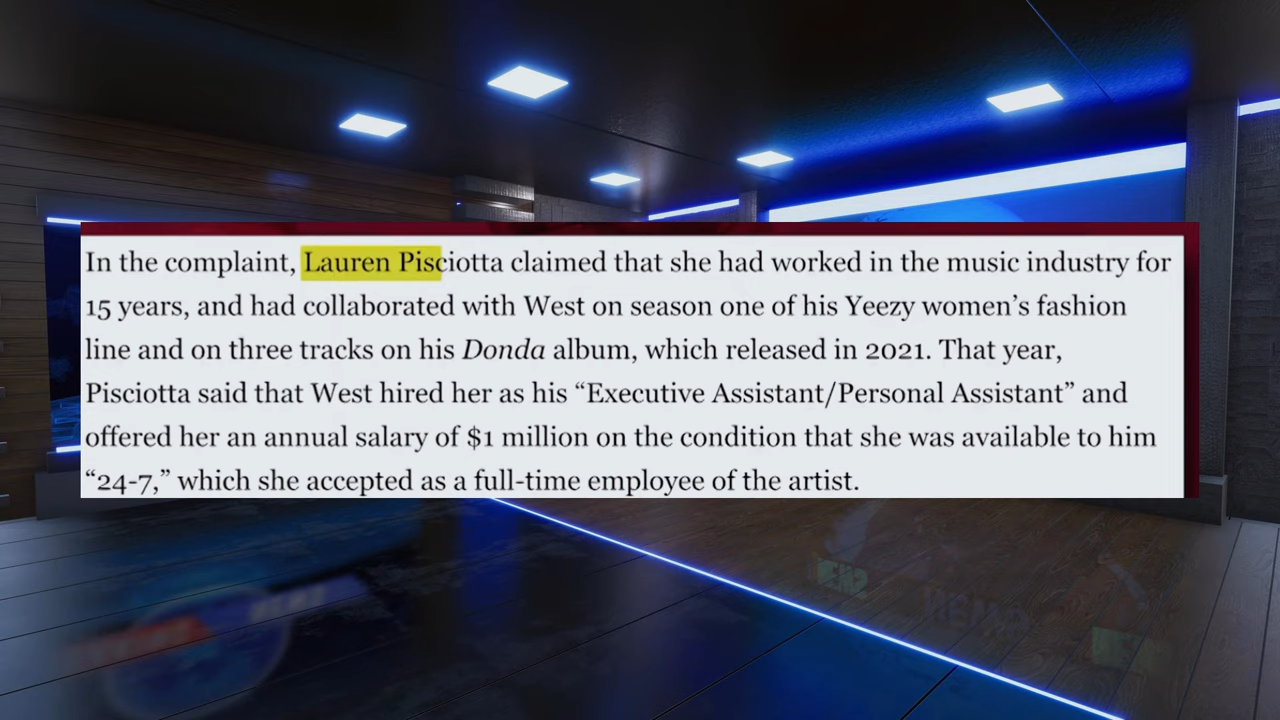 In the complaint, Lauren Pisciotta claimed that she had worked in the music industry for
15 years, and had collaborated with West on season one of his Yeezy women’s fashion
line and on three tracks on his Donda album, which released in 2021. That year,
Pisciotta said that West hired her as his “Executive Assistant/Personal Assistant” and
offered her an annual salary of $1 million on the condition that she was available to him
“24-7,” which she accepted as a full-time employee of the artist.